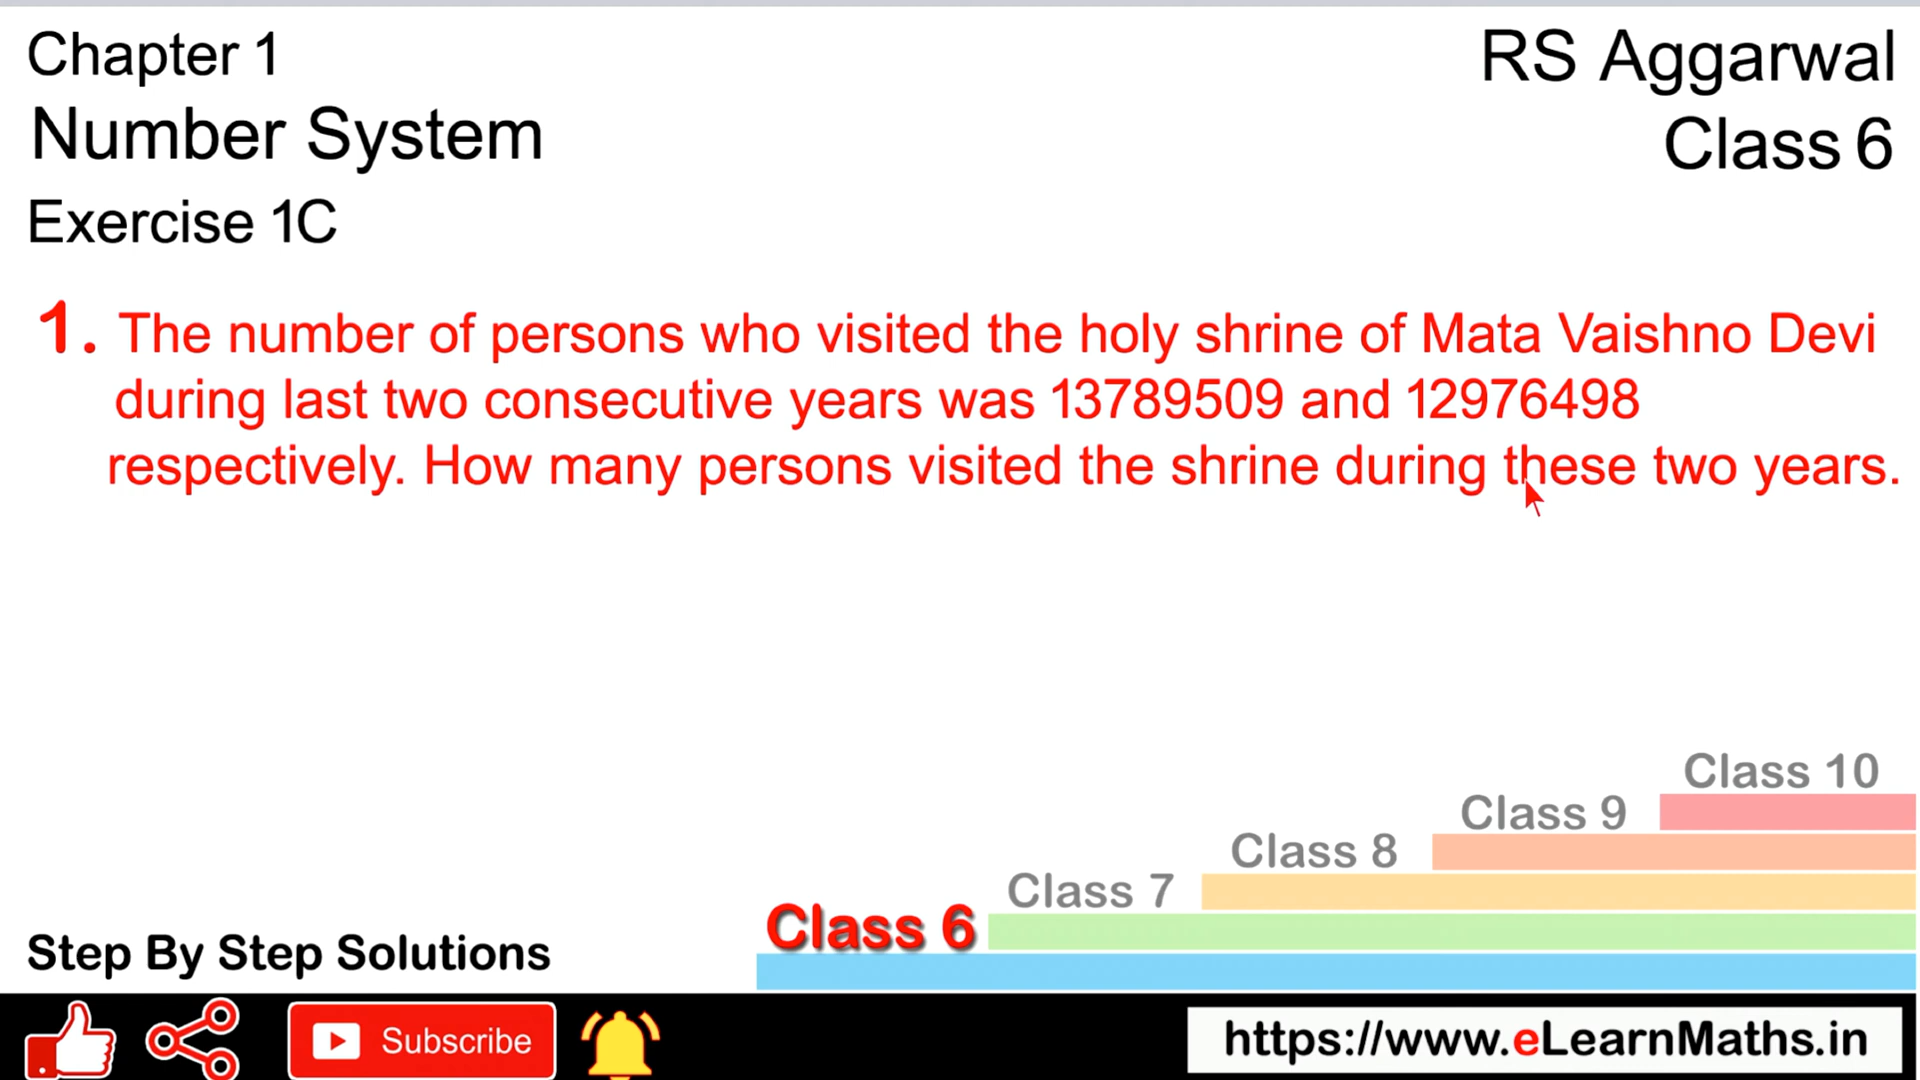 Chapter 1
Number System
Exercise 1C
RS Aggarwal
Class 6
1. The number of persons who visited the holy shrine of Mata Vaishno Devi
during last two consecutive years was 13789509 and 12976498
respectively. How many persons visited the shrine during these two years.
Class 10
Class 9
Class 8
Class 7
Class 6
Step By Step Solutions
Subscribe
https://www.eLearnMaths.in